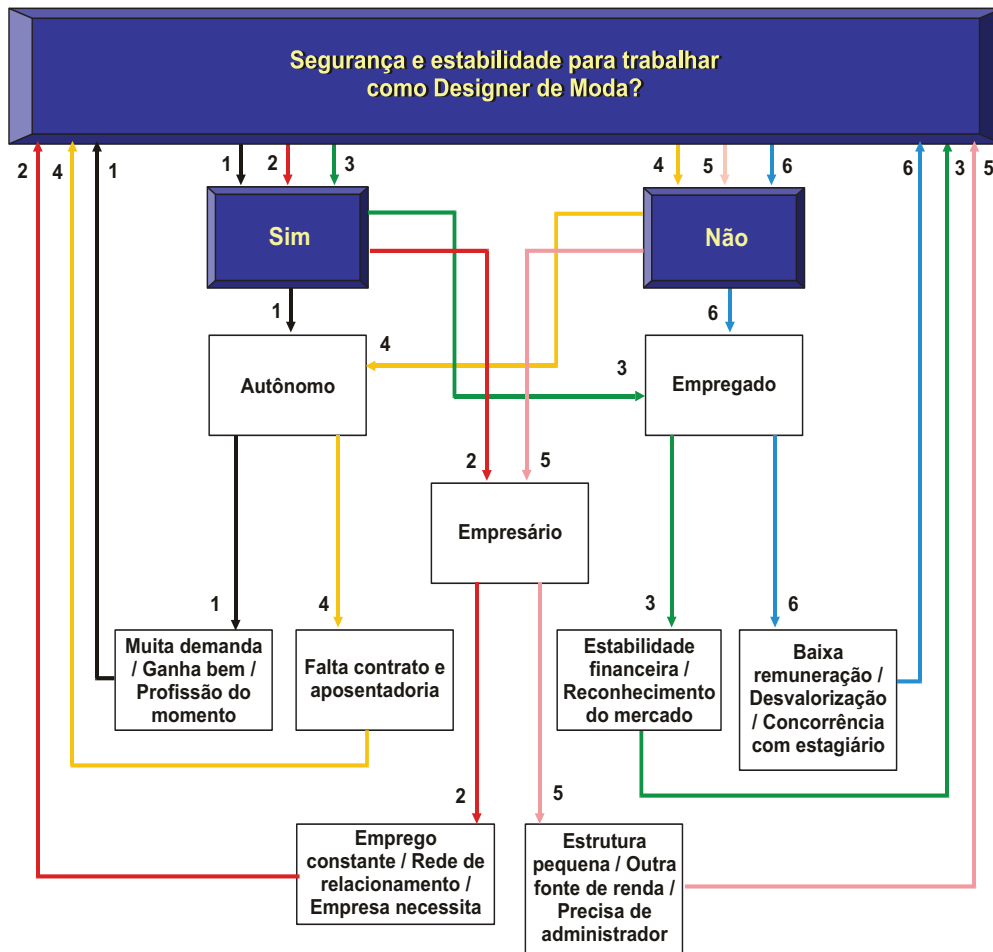 Segurança e estabilidade para trabalhar
como Designer de Moda?
2
4
1
1
2
3
4
5
6
6
3
5
Sim
Não
1
6
4
3
Autônomo
Empregado
2
5
Empresário
1
4
3
6
Muita demanda
/ Ganha bem /
Profissão do
momento
Falta contrato e
aposentadoria
Estabilidade
financeira /
Reconhecimento
do mercado
Baixa
remuneração /
Desvalorização
/ Concorrência
com estagiário
2
5
Emprego
constante / Rede de
relacionamento /
Empresa necessita
Estrutura
pequena / Outra
fonte de renda /
Precisa de
administrador